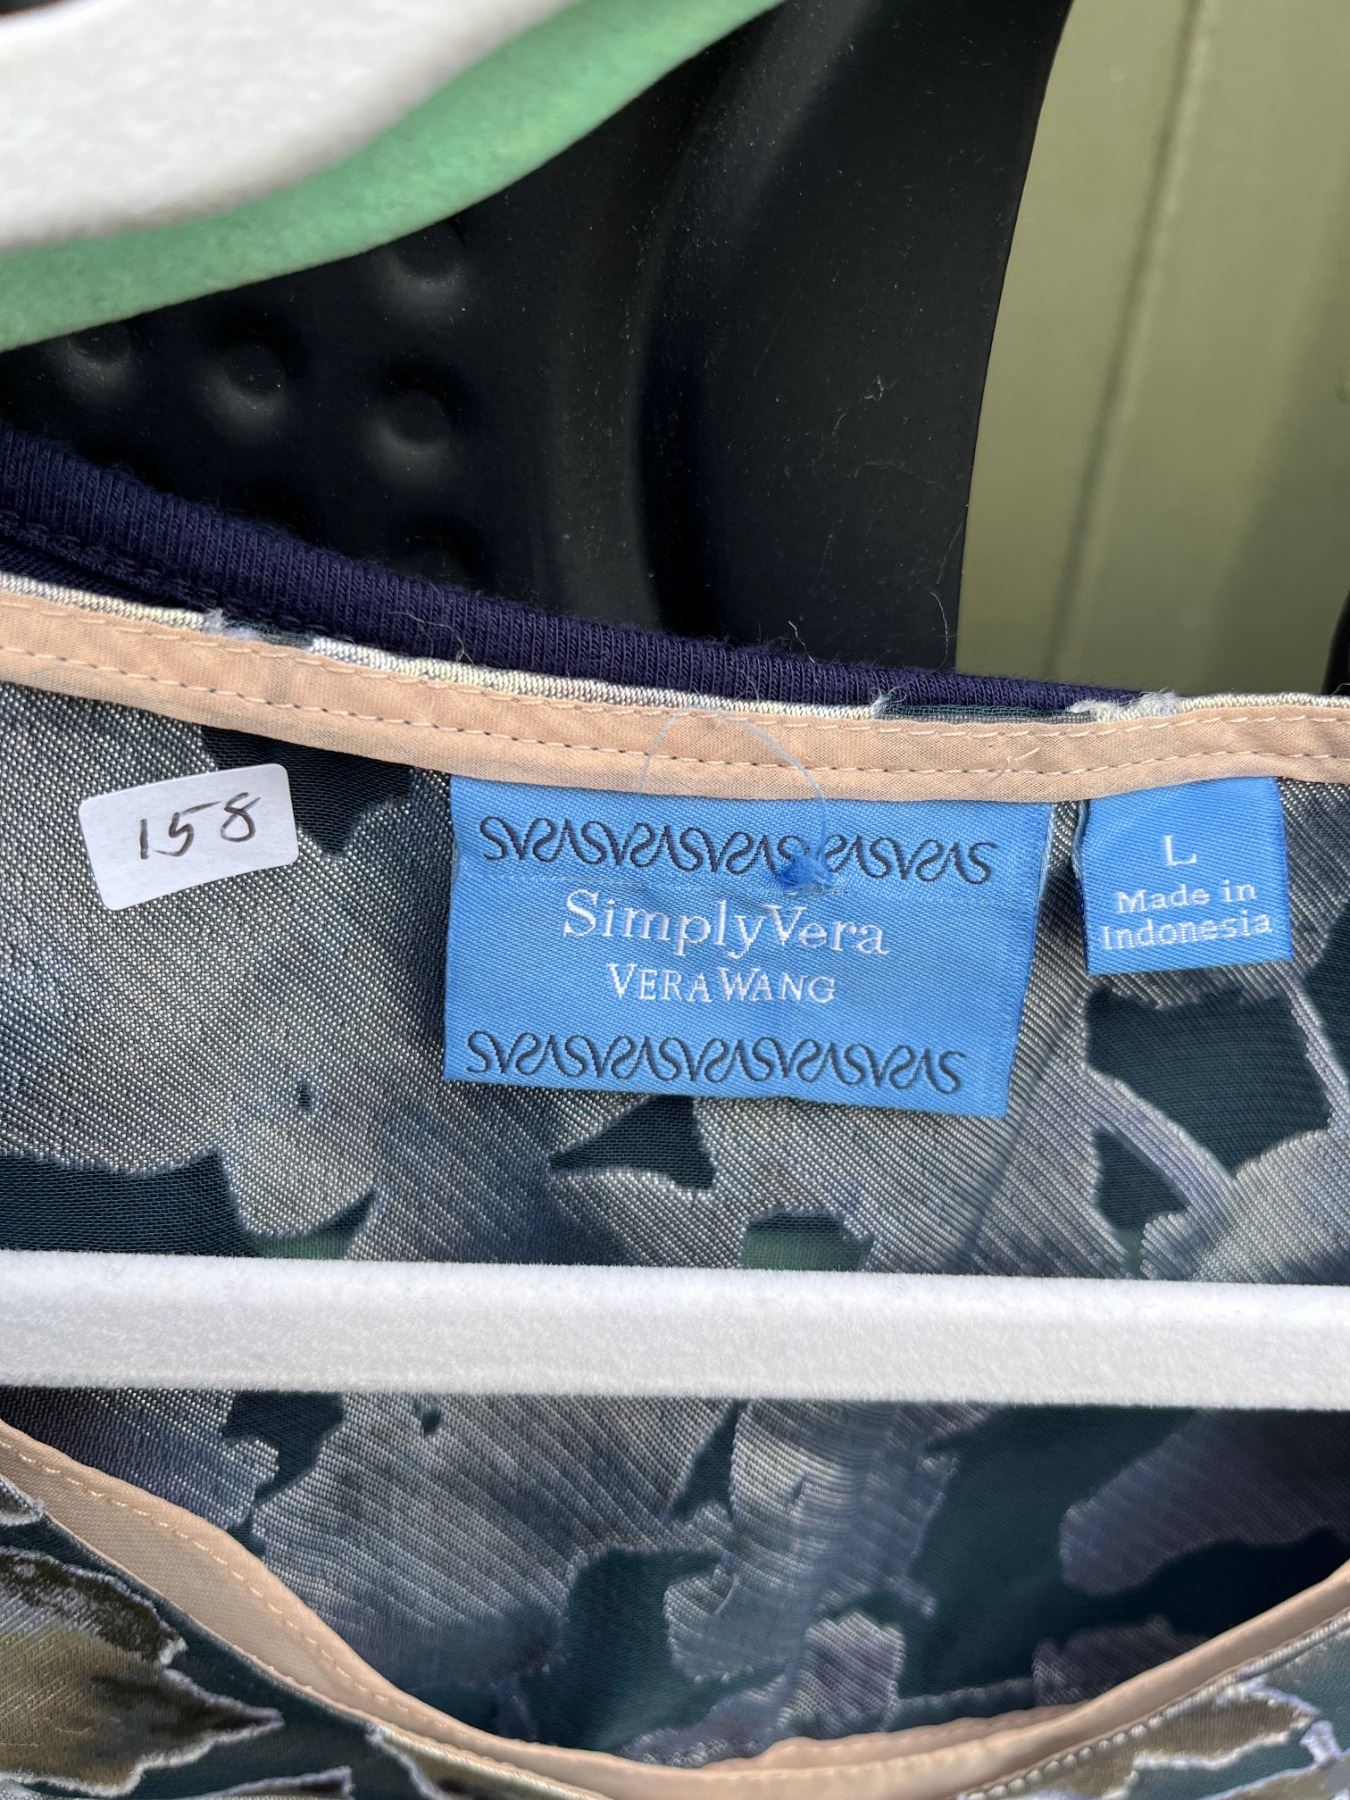 158
SimplyVera
VERA WANG
L
Made in
Indonesia